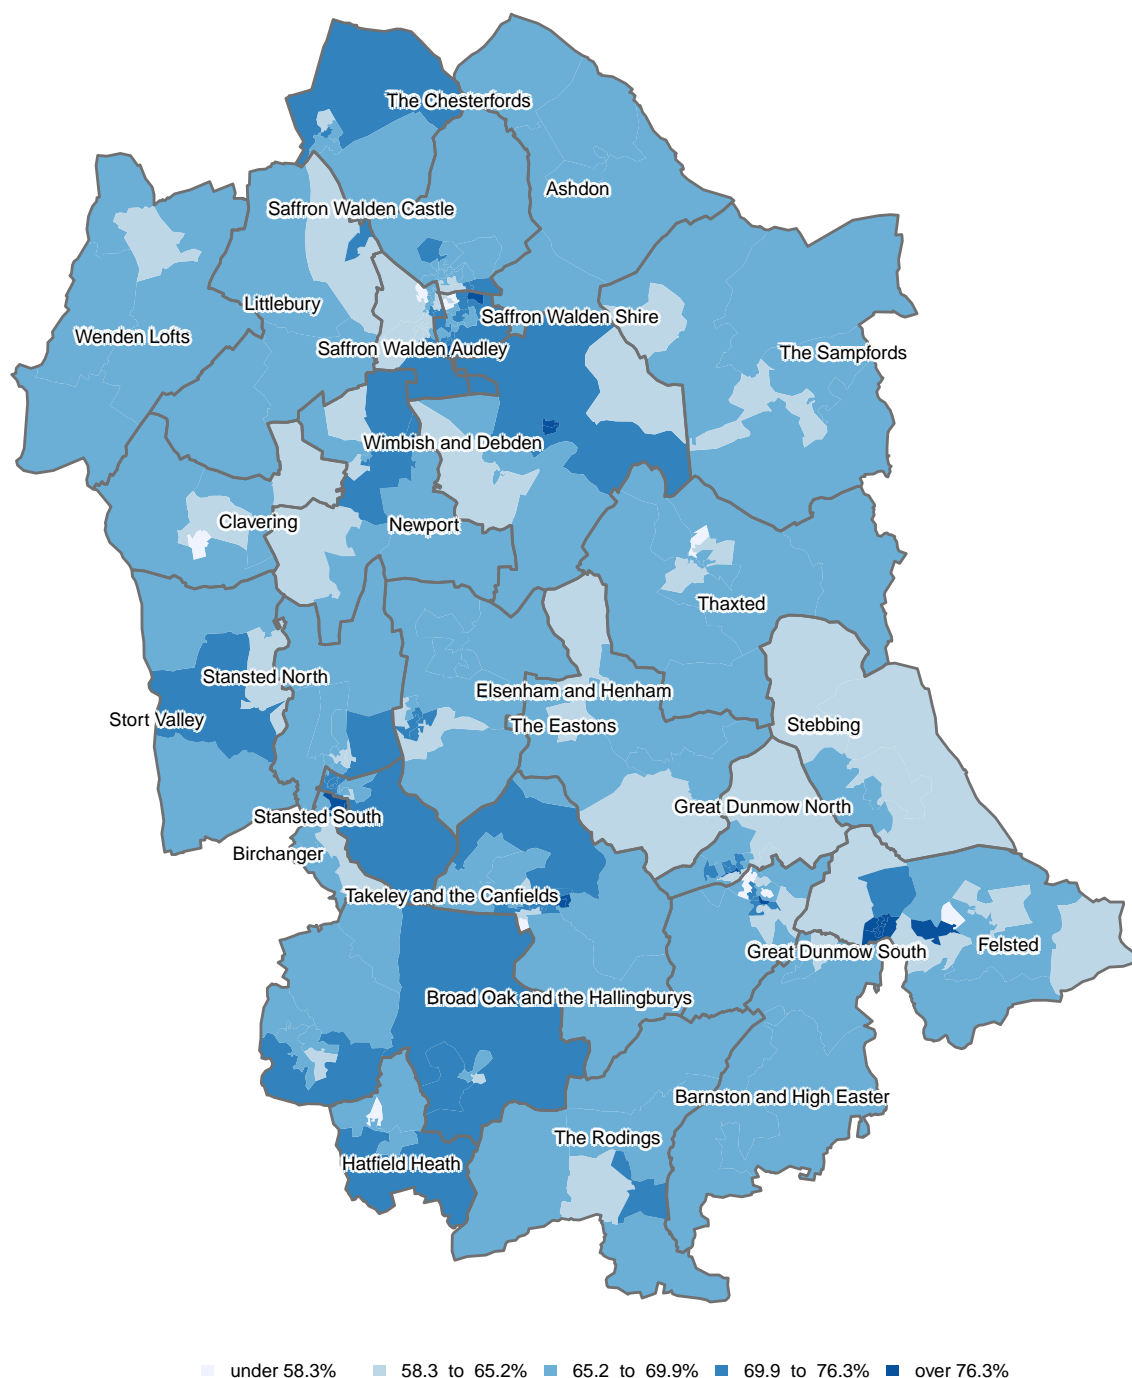 The Chesterfords
Ashdon
Saffron Walden Castle
Littlebury
Saffron Walden Shire
Wenden Lofts
Saffron Walden Audley
The Sampfords
Wimbish and Debden
Clavering
Newport
Thaxted
Stansted North
Elsenham and Henham
Stort Valley
The Eastons
Stebbing
Great Dunmow North
Stansted South
Birchanger
Takeley and the Canfields
Great Dunmow South
Felsted
Broad Oak and the Hallingburys
Barnston and High Easter
The Rodings
Hatfield Heath
under 58.3% 58.3 to 65.2% 65.2 to 69.9% 69.9 to 76.3% over 76.3%